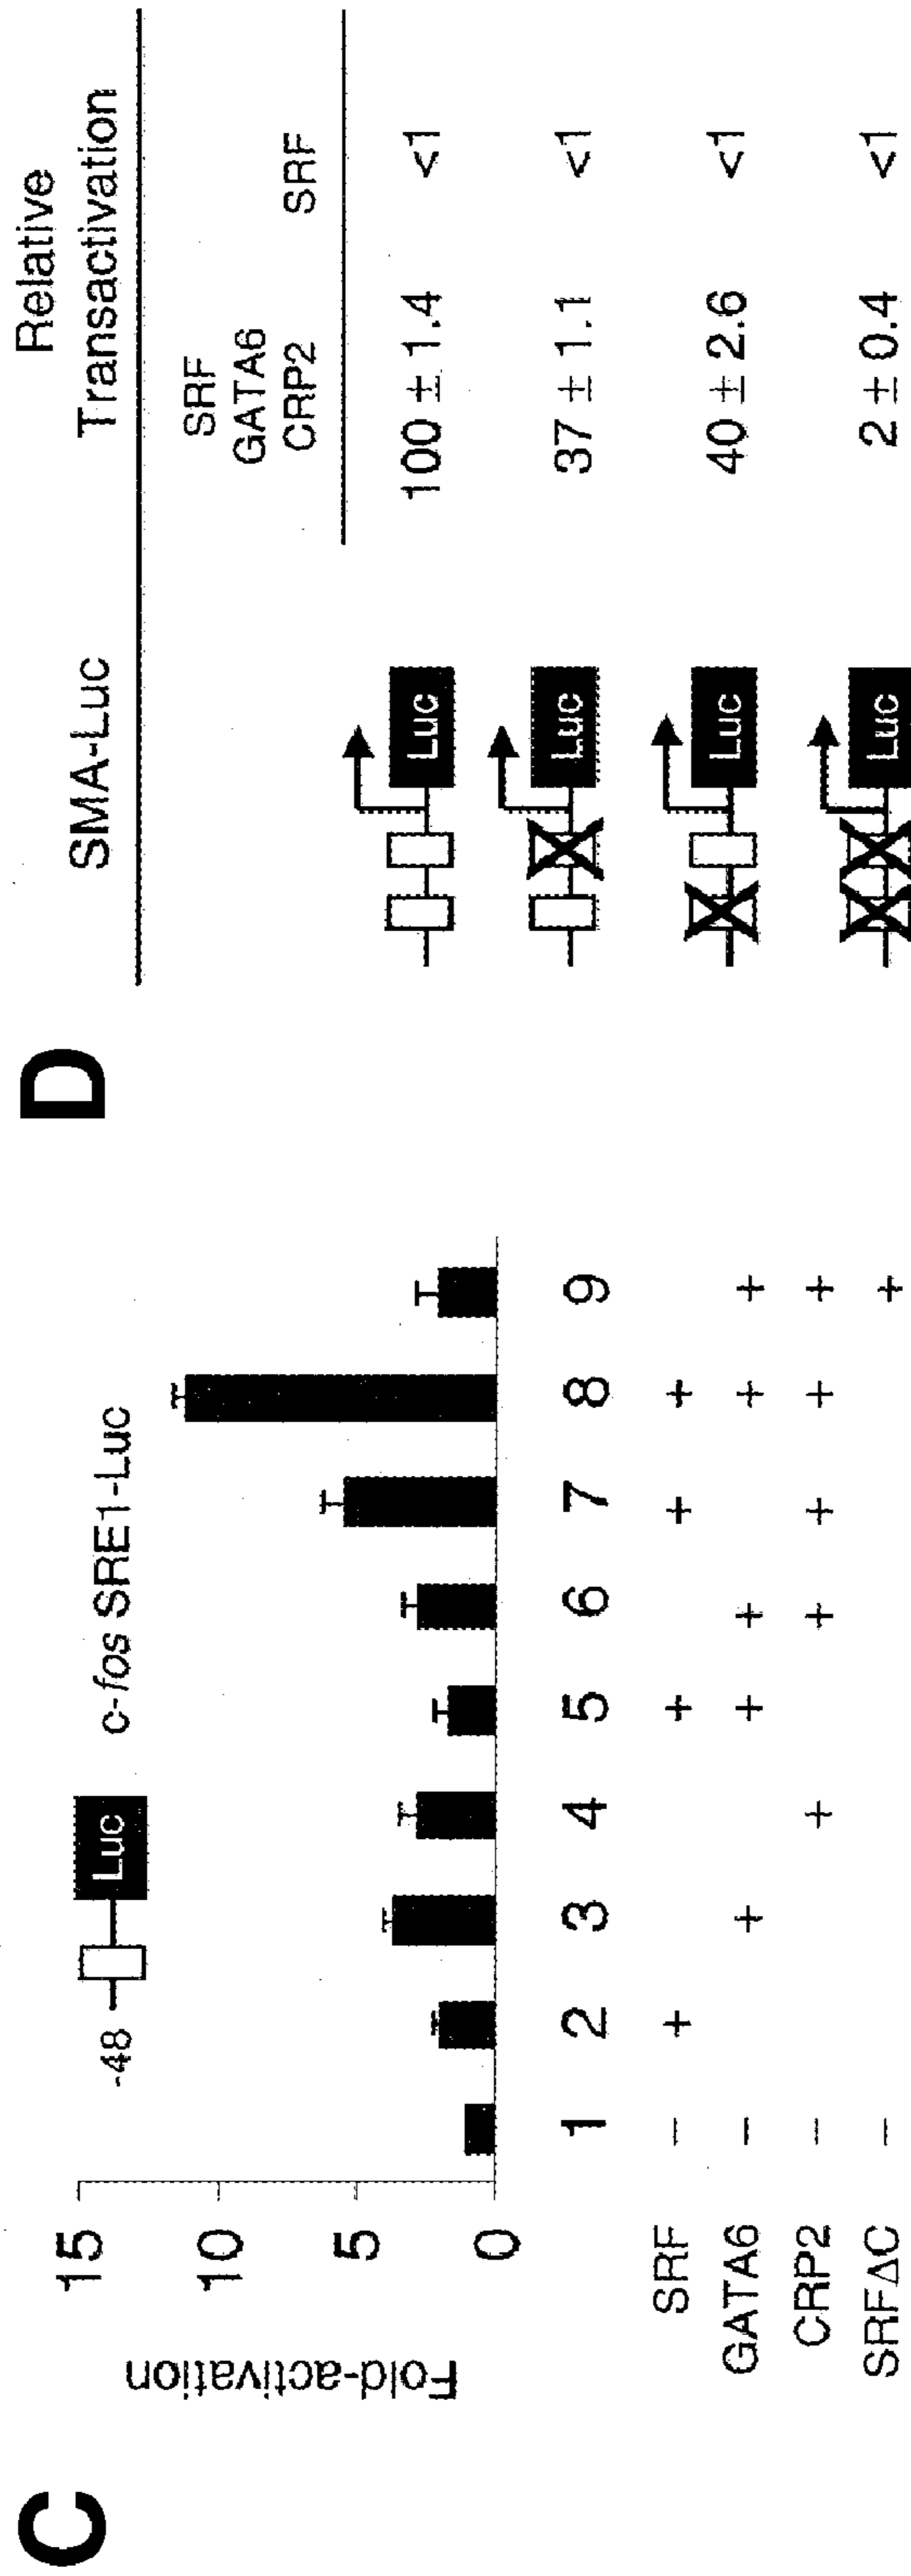 C
Fold-activation
15
10
5
0
-48
Luc
c-fos SRE1-Luc
1 2 3 4 5 6 7 8 9
SRF − + + + +
GATA6 − + + + + +
CRP2 − + + + + +
SRFΔC − +
D
SMA-Luc
Relative
Transactivation
SRF
GATA6
CRP2
SRF
Luc 100 ± 1.4 <1
Luc 37 ± 1.1 <1
Luc 40 ± 2.6 <1
Luc 2 ± 0.4 <1